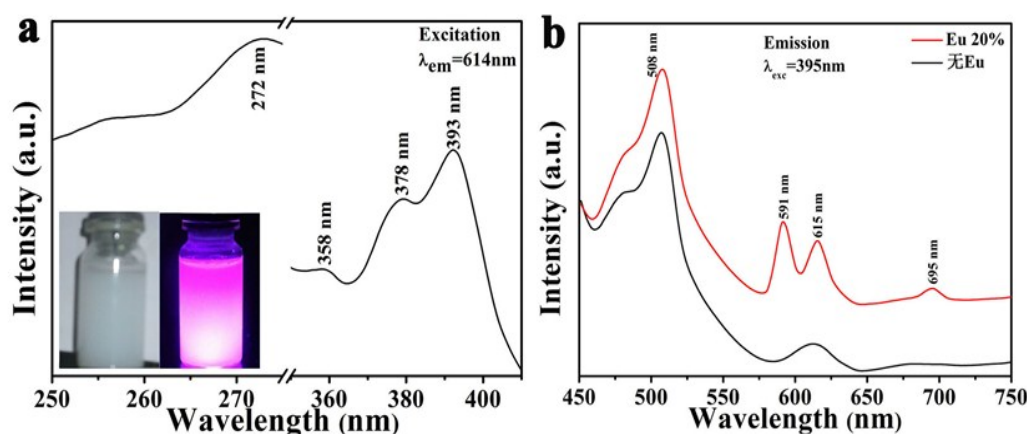 a
Excitation
λem=614nm
272 nm
358 nm
378 nm
393 nm
Intensity (a.u.)
250 260 270 360 380 400
Wavelength (nm)
b
Emission
λexc=395nm
Eu 20%
无Eu
508 nm
591 nm
615 nm
695 nm
Intensity (a.u.)
450 500 550 600 650 700 750
Wavelength (nm)